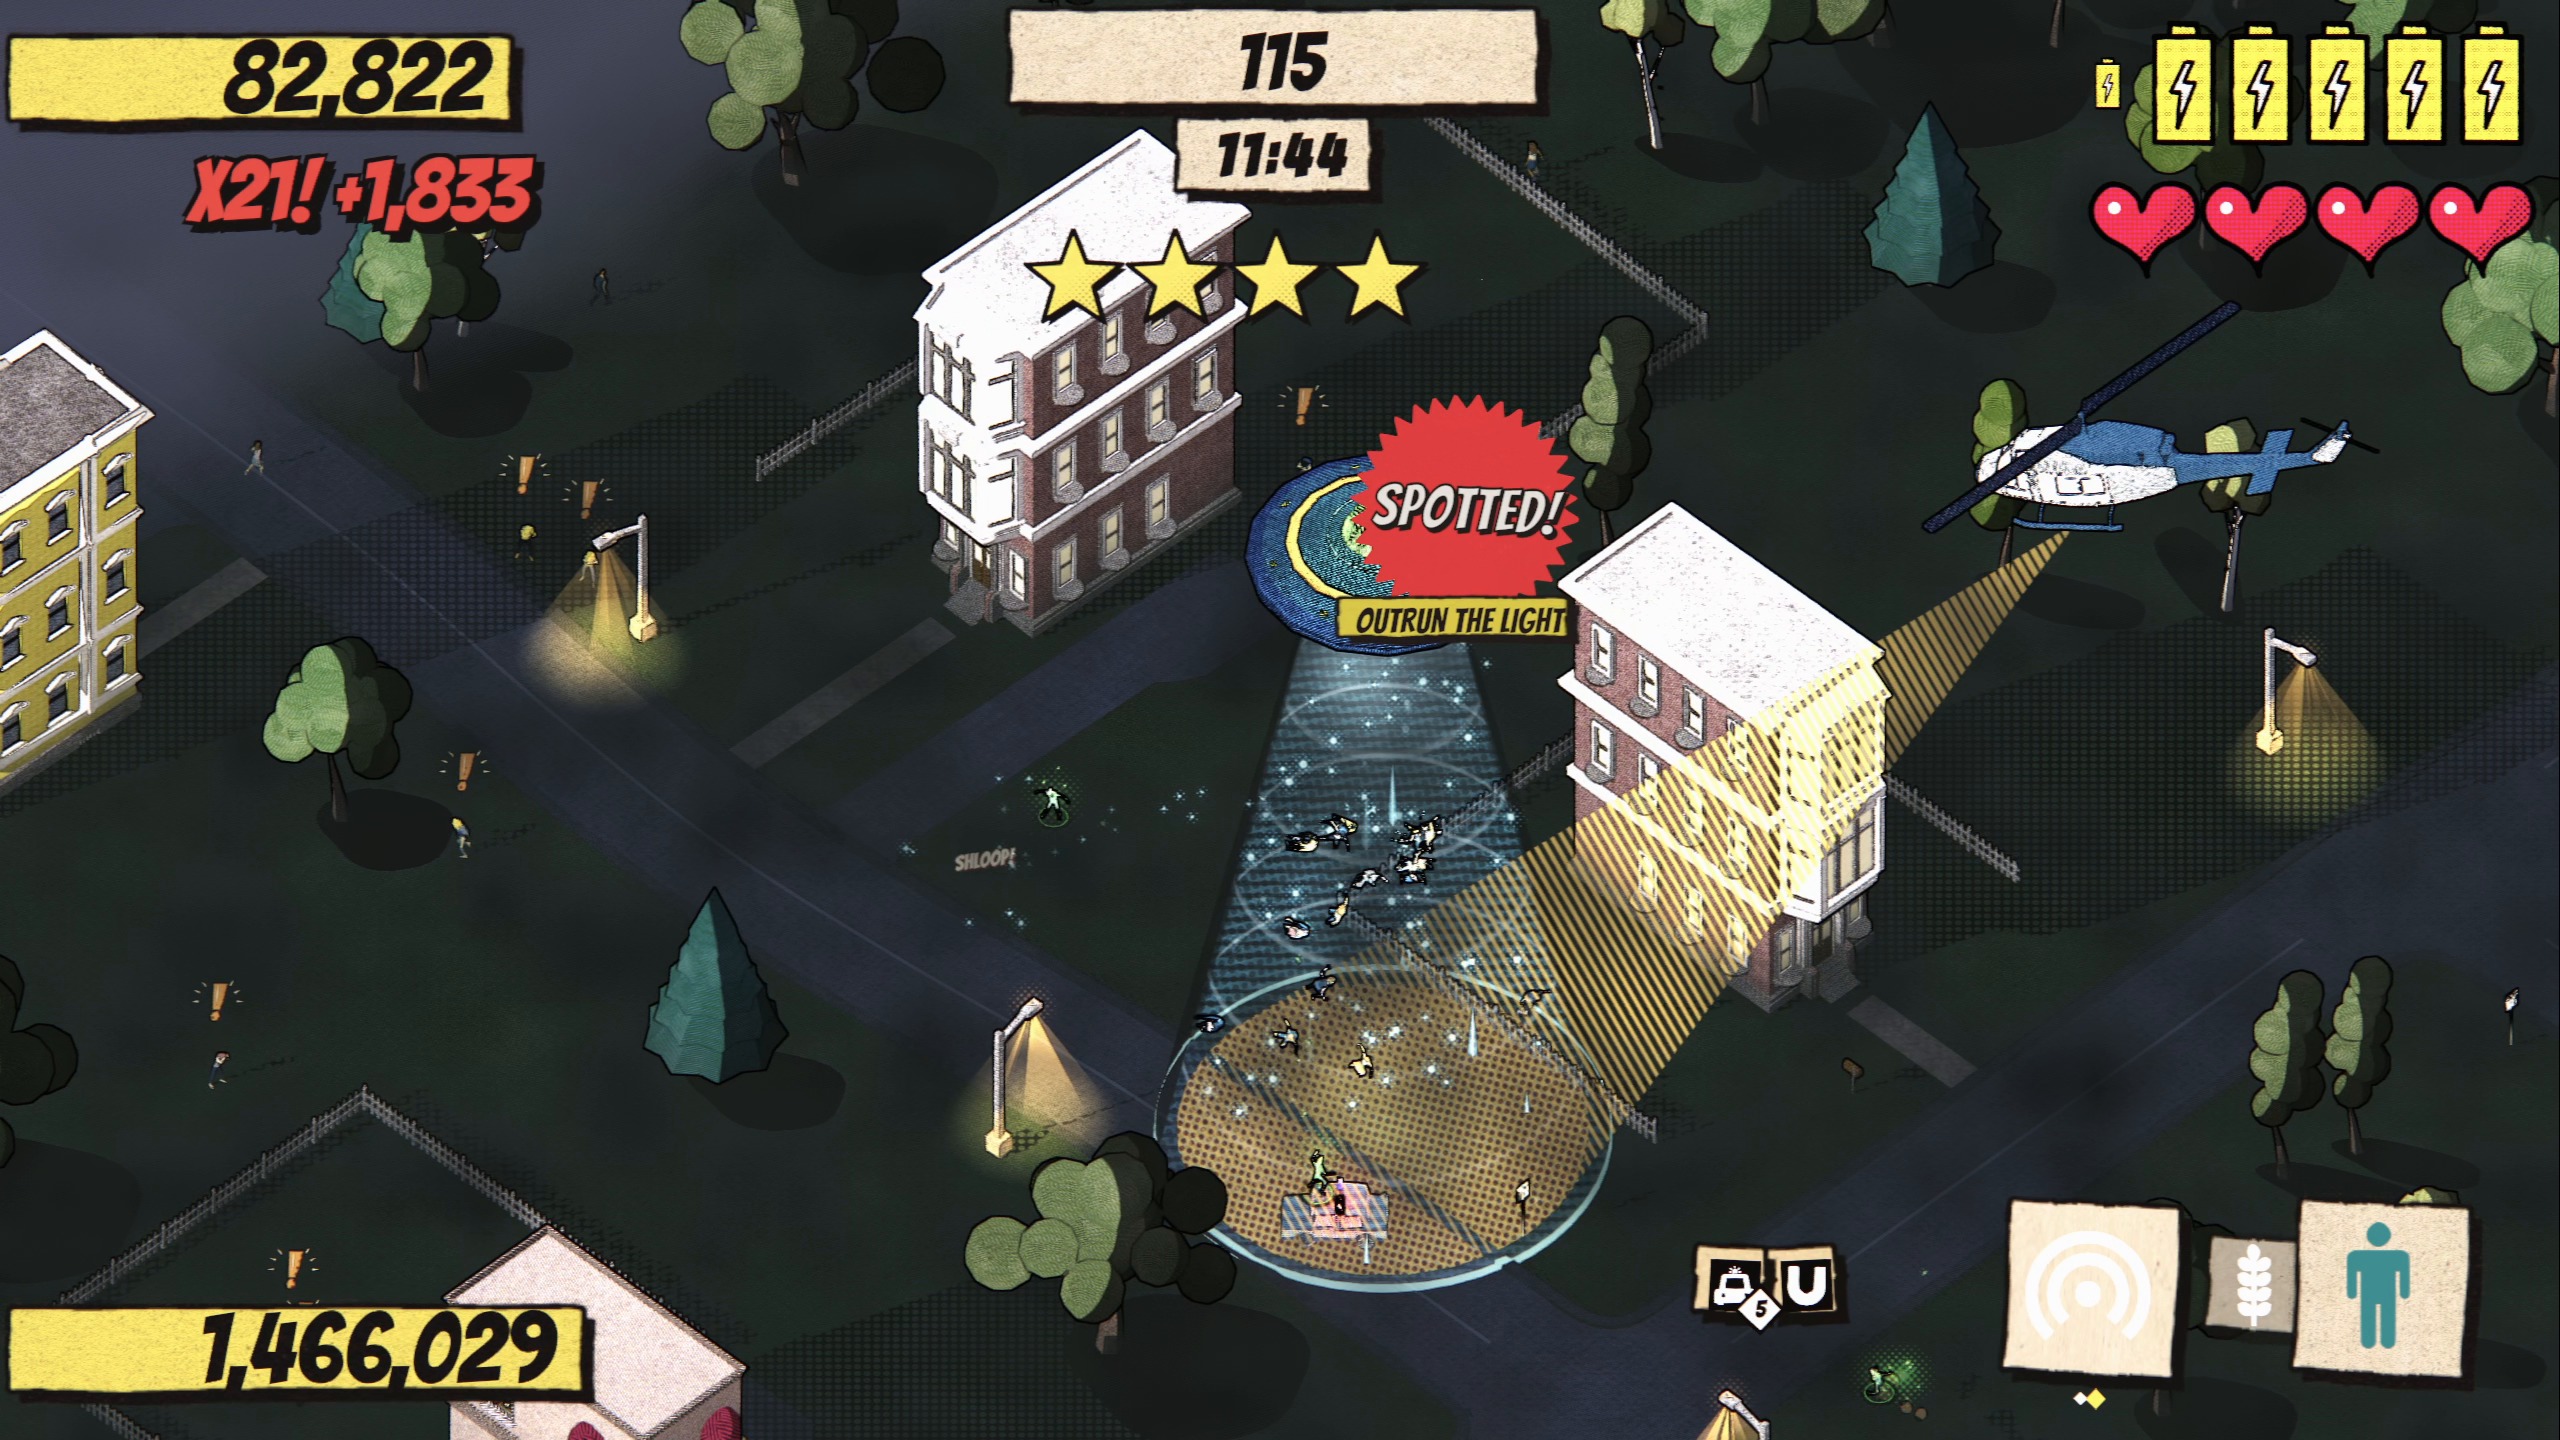 82,822
115
11:44
X21! +1,833
SPOTTED!
OUTRUN THE LIGHT
SHLOOP!
5
U
1,466,029